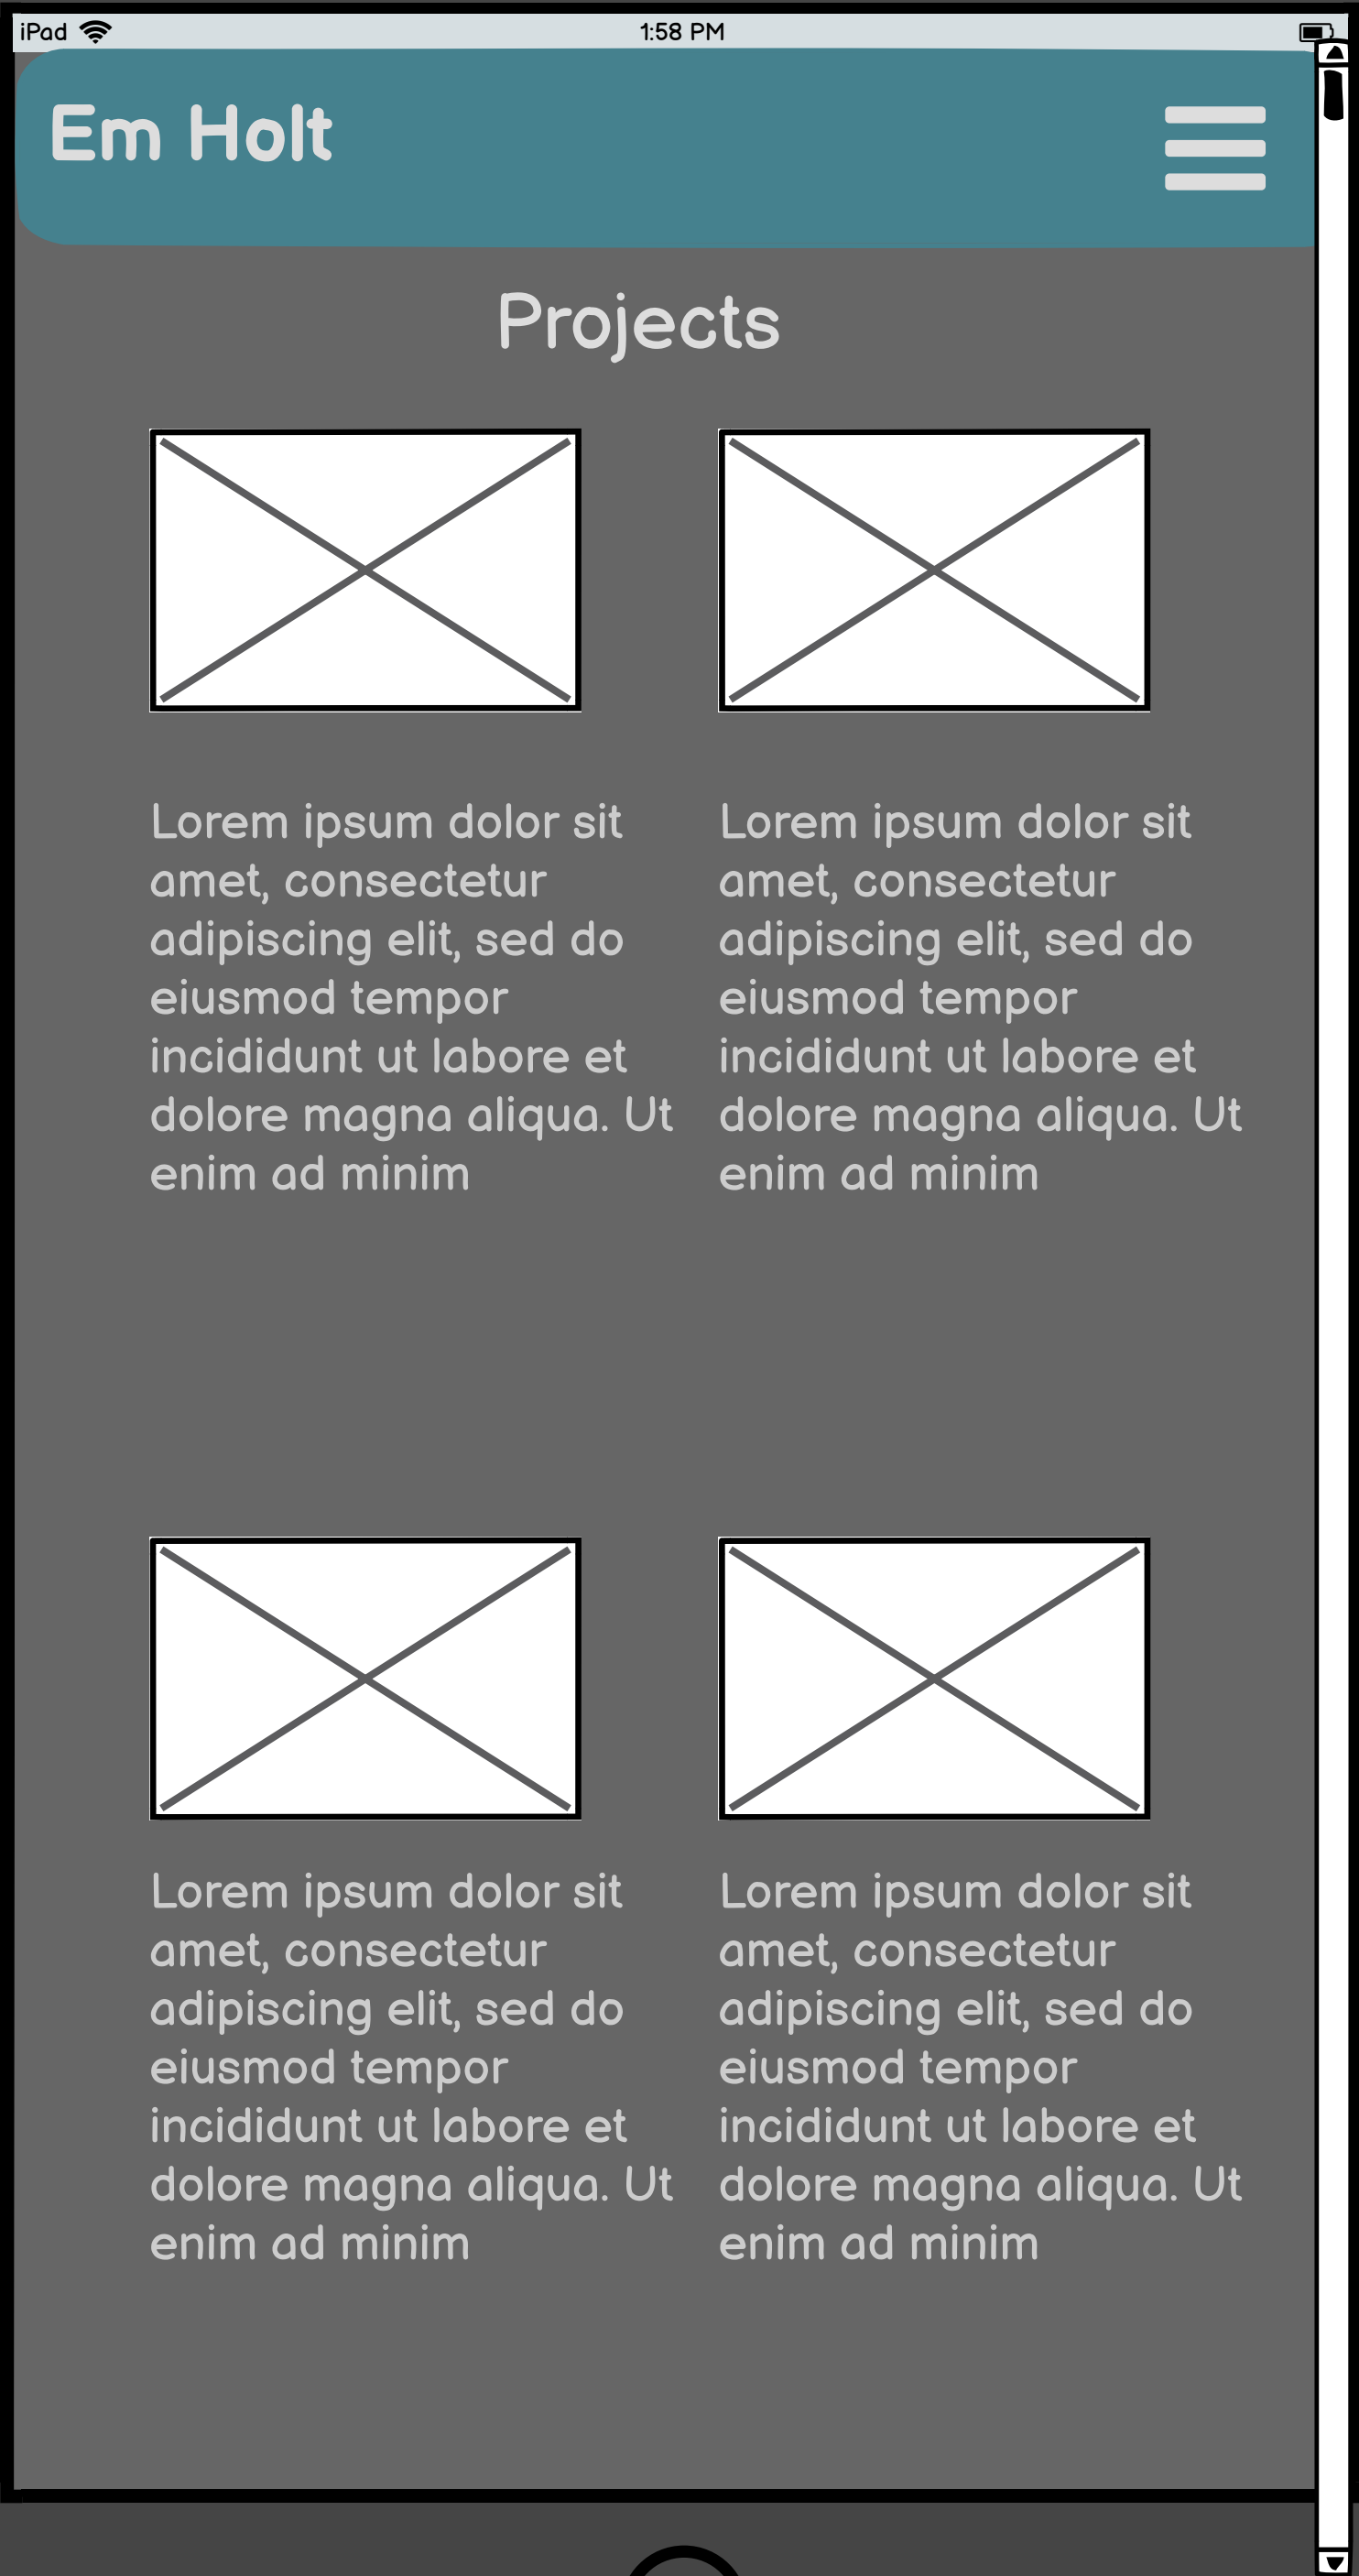 iPad 1:58 PM
Em Holt
Projects
Lorem ipsum dolor sit
amet, consectetur
adipiscing elit, sed do
eiusmod tempor
incididunt ut labore et
dolore magna aliqua. Ut
enim ad minim
Lorem ipsum dolor sit
amet, consectetur
adipiscing elit, sed do
eiusmod tempor
incididunt ut labore et
dolore magna aliqua. Ut
enim ad minim
Lorem ipsum dolor sit
amet, consectetur
adipiscing elit, sed do
eiusmod tempor
incididunt ut labore et
dolore magna aliqua. Ut
enim ad minim
Lorem ipsum dolor sit
amet, consectetur
adipiscing elit, sed do
eiusmod tempor
incididunt ut labore et
dolore magna aliqua. Ut
enim ad minim